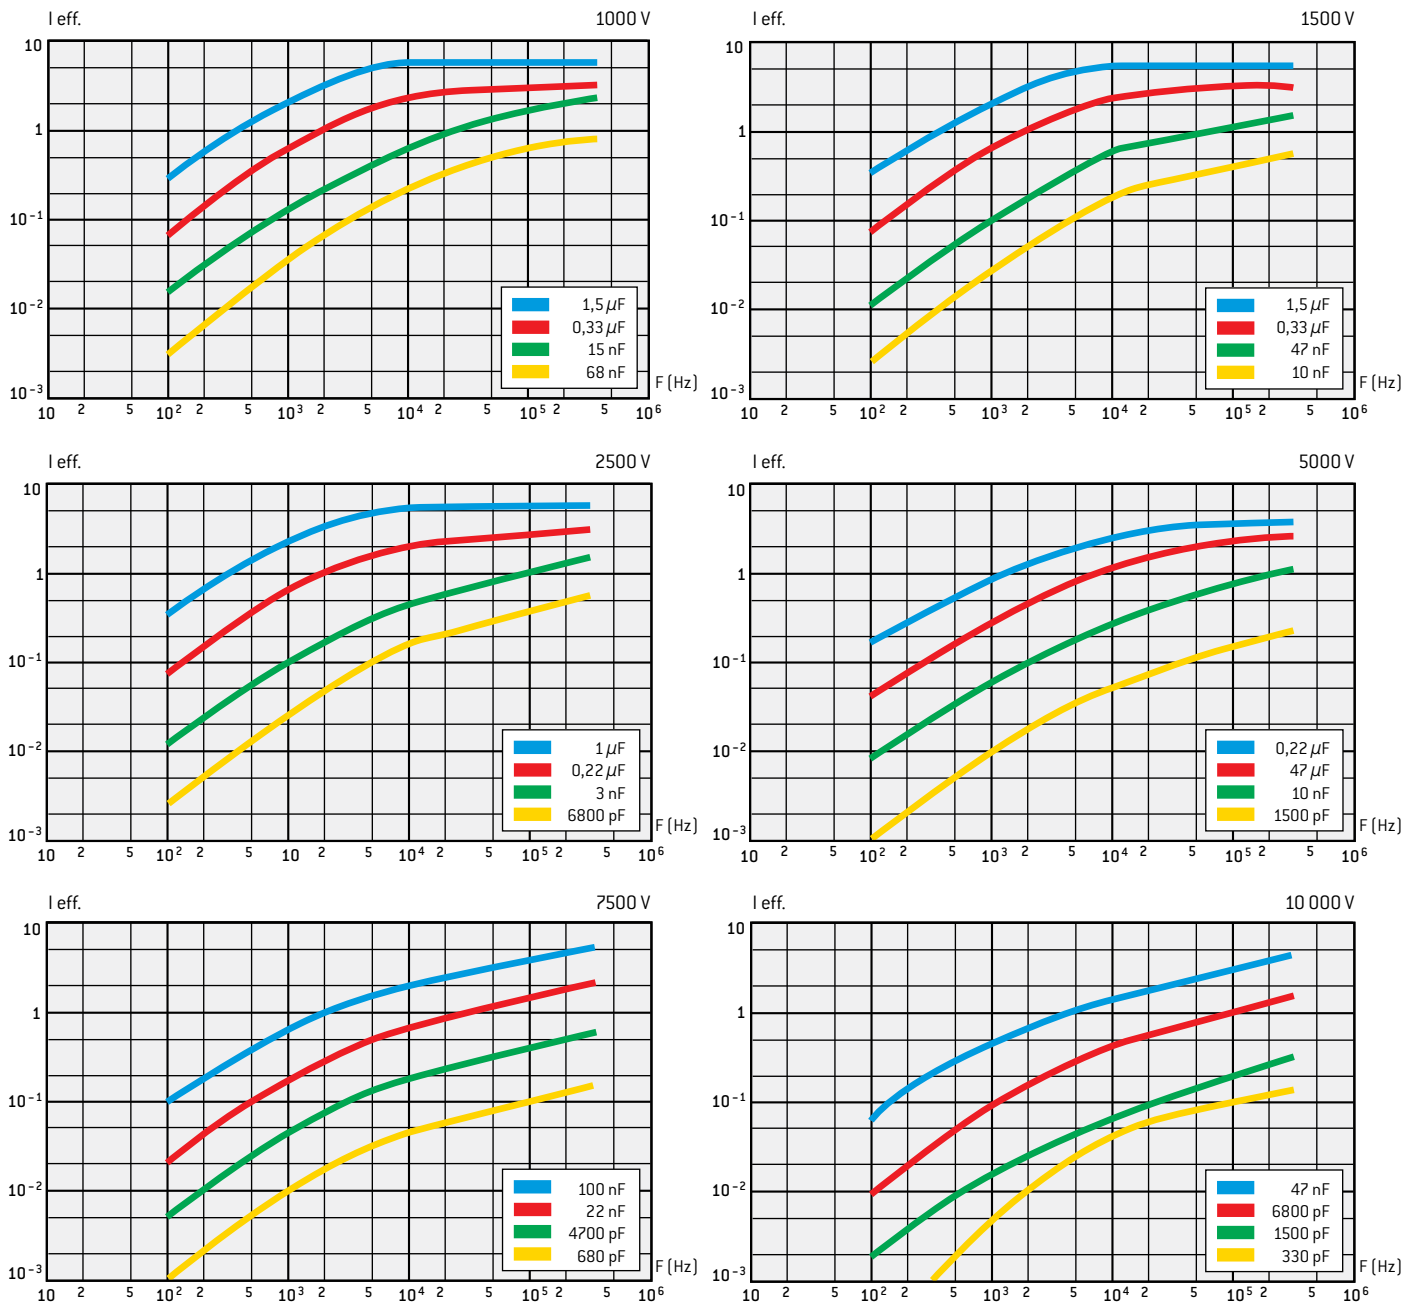 I eff. 1000 V
10
1
10⁻¹
10⁻²
10⁻³
1,5 µF
0,33 µF
15 nF
68 nF
F (Hz)
10 2 5 10² 2 5 10³ 2 5 10⁴ 2 5 10⁵ 2 5 10⁶
I eff. 1500 V
10
1
10⁻¹
10⁻²
10⁻³
1,5 µF
0,33 µF
47 nF
10 nF
F (Hz)
10 2 5 10² 2 5 10³ 2 5 10⁴ 2 5 10⁵ 2 5 10⁶
I eff. 2500 V
10
1
10⁻¹
10⁻²
10⁻³
1 µF
0,22 µF
3 nF
6800 pF
F (Hz)
10 2 5 10² 2 5 10 2 5 10⁴ 2 5 10⁵ 2 5 10⁶
I eff. 5000 V
10
1
10⁻¹
10⁻²
10⁻³
0,22 µF
47 µF
10 nF
1500 pF
F (Hz)
10 2 5 10² 2 5 10³ 2 5 10⁴ 2 5 10⁵ 2 5 10⁶
I eff. 7500 V
10
1
10⁻¹
10⁻²
10⁻³
100 nF
22 nF
4700 pF
680 pF
F (Hz)
10 2 5 10² 2 5 10³ 2 5 10⁴ 2 5 10⁵ 2 5 10⁶
I eff. 10 000 V
10
1
10⁻¹
10⁻²
10⁻³
47 nF
6800 pF
1500 pF
330 pF
F (Hz)
10 2 5 10² 2 5 10³ 2 5 10⁴ 2 5 10⁵ 2 5 10⁶